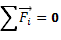 ∑F⃗ᵢ = 0